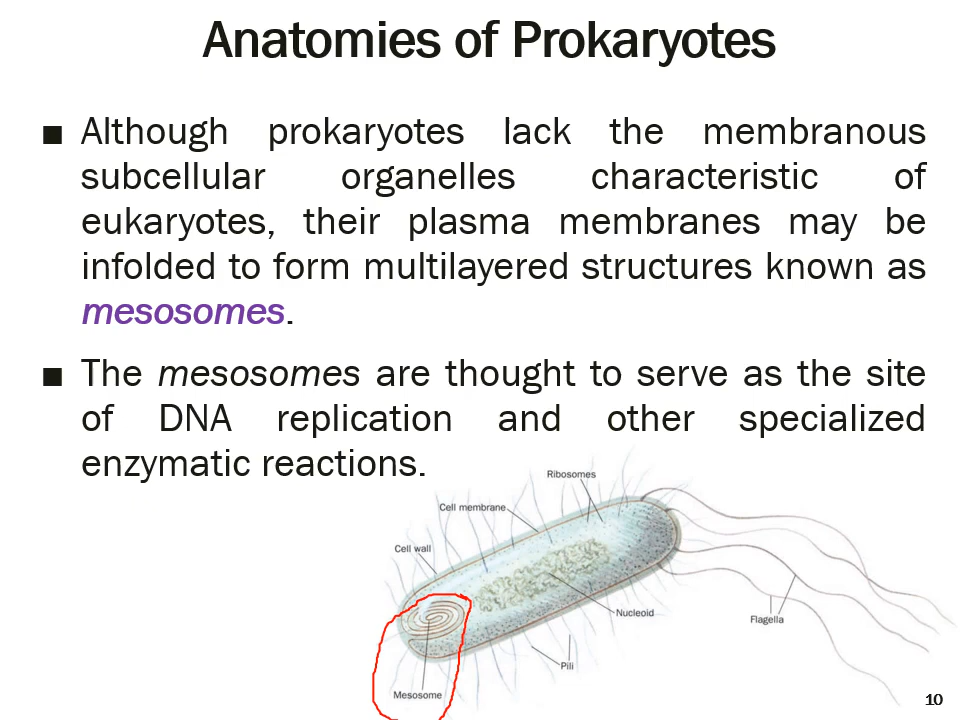 Anatomies of Prokaryotes
■ Although prokaryotes lack the membranous
subcellular organelles characteristic of
eukaryotes, their plasma membranes may be
infolded to form multilayered structures known as
mesosomes.
■ The mesosomes are thought to serve as the site
of DNA replication and other specialized
enzymatic reactions.
Ribosomes
Cell membrane
Cell wall
Nucleoid
Flagella
Pili
Mesosome
10